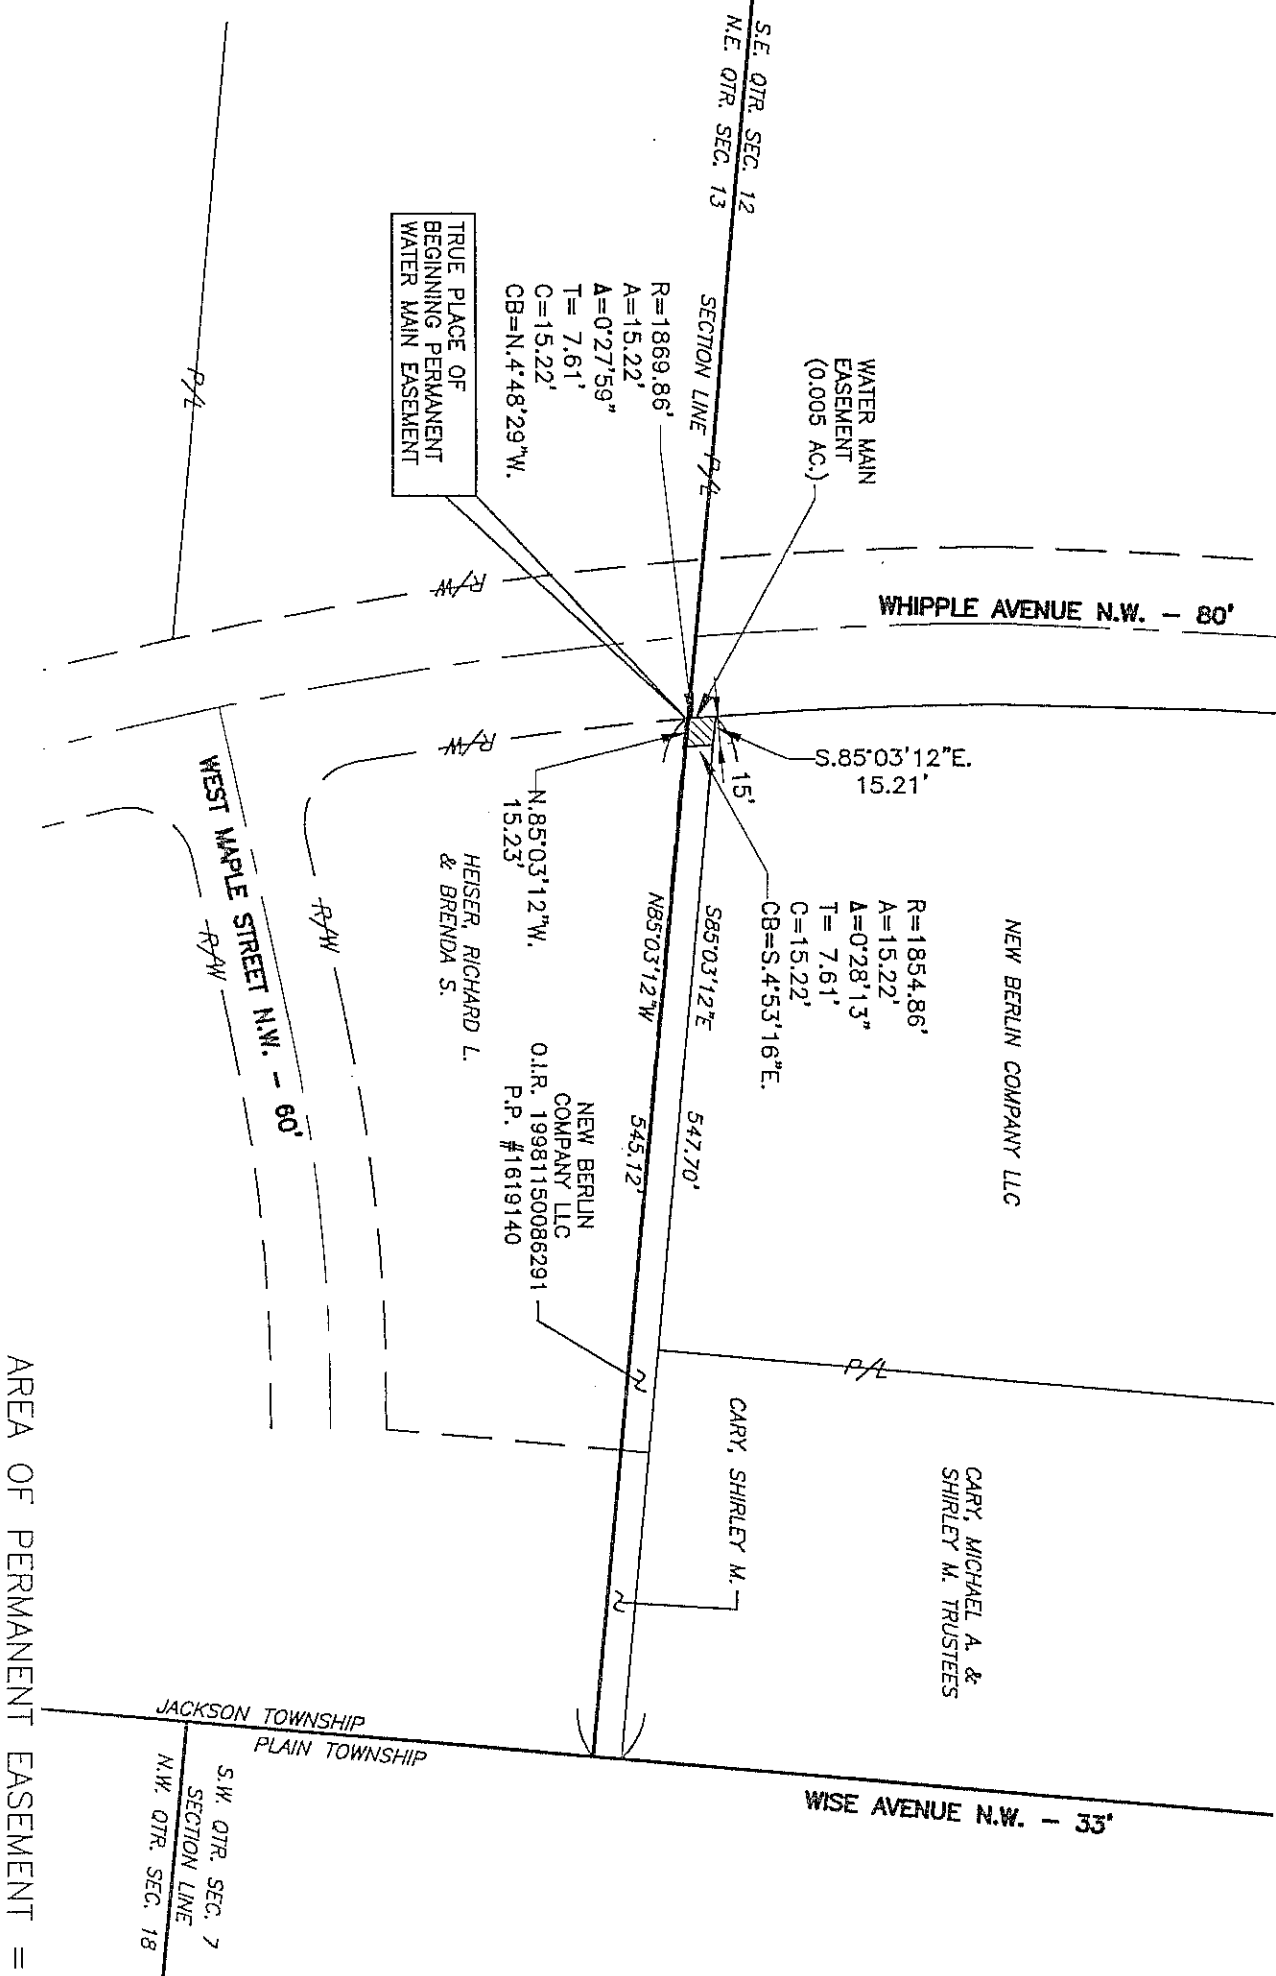 S.E. QTR. SEC. 12
N.E. QTR. SEC. 13
SECTION LINE
P/L
WATER MAIN
EASEMENT
(0.005 AC.)
R=1869.86'
A=15.22'
Δ=0°27'59"
T= 7.61'
C=15.22'
CB=N.4°48'29"W.
TRUE PLACE OF
BEGINNING PERMANENT
WATER MAIN EASEMENT
P/L
R/W
WHIPPLE AVENUE N.W. - 80'
R/W
S.85°03'12"E.
15.21'
15'
N.85°03'12"W.
15.23'
R=1854.86'
A=15.22'
Δ=0°28'13"
T= 7.61'
C=15.22'
CB=S.4°53'16"E.
NEW BERLIN COMPANY LLC
S85°03'12"E 547.70'
N85°03'12"W 545.12'
HEISER, RICHARD L.
& BRENDA S.
NEW BERLIN
COMPANY LLC
O.I.R. 19981150086291
P.P. #1619140
R/W
WEST MAPLE STREET N.W. - 60'
R/W
P/L
CARY, SHIRLEY M.
CARY, MICHAEL A. &
SHIRLEY M. TRUSTEES
JACKSON TOWNSHIP
PLAIN TOWNSHIP
WISE AVENUE N.W. - 33'
S.W. QTR. SEC. 7
SECTION LINE
N.W. QTR. SEC. 18
AREA OF PERMANENT EASEMENT =